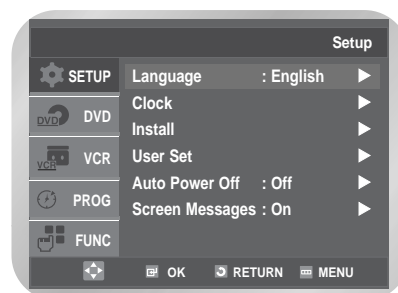 Setup
SETUP
Language : English
Clock
DVD DVD
Install
VCR VCR
User Set
Auto Power Off : Off
PROG
Screen Messages : On
FUNC
OK RETURN MENU